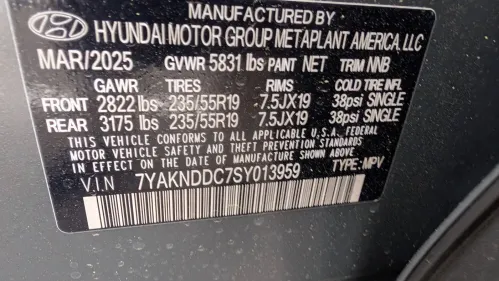 MANUFACTURED BY
HYUNDAI MOTOR GROUP METAPLANT AMERICA, LLC
MAR/2025 GVWR 5831 lbs PAINT NET TRIM NNB
GAWR TIRES RIMS COLD TIRE INFL
FRONT 2822 lbs 235/55R19 -7.5JX19 38psi SINGLE
REAR 3175 lbs 235/55R19 -7.5JX19 38psi SINGLE
THIS VEHICLE CONFORMS TO ALL APPLICABLE U.S.A. FEDERAL
MOTOR VEHICLE SAFETY AND THEFT PREVENTION STANDARDS
IN EFFECT ON THE DATE OF MANUFACTURE SHOWN ABOVE.
V.I.N 7YAKNDDC7SY013959 TYPE: MPV